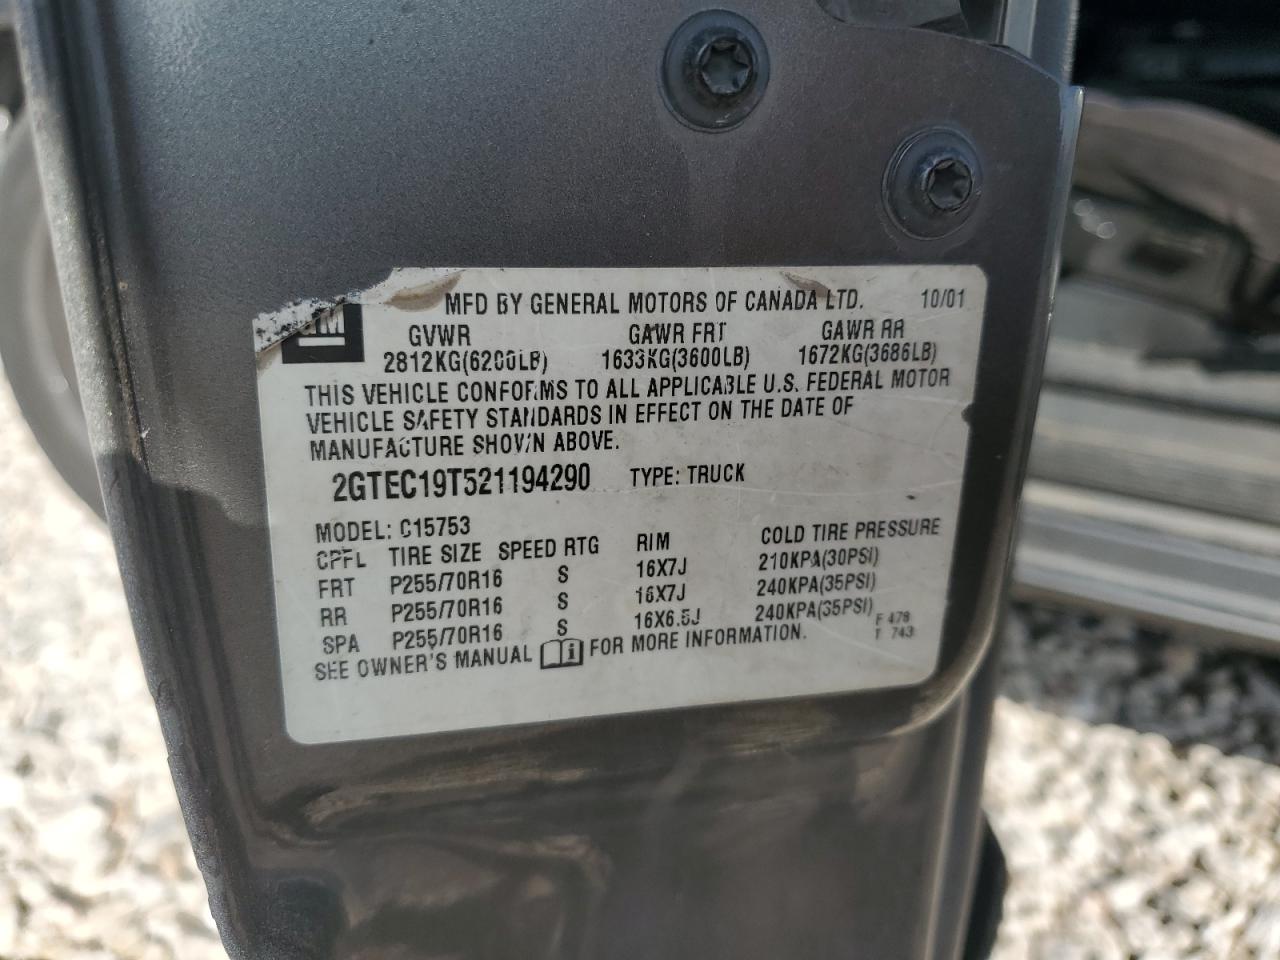 GM
MFD BY GENERAL MOTORS OF CANADA LTD. 10/01
GVWR GAWR FRT GAWR RR
2812KG(6200LB) 1633KG(3600LB) 1672KG(3686LB)
THIS VEHICLE CONFORMS TO ALL APPLICABLE U.S. FEDERAL MOTOR
VEHICLE SAFETY STANDARDS IN EFFECT ON THE DATE OF
MANUFACTURE SHOWN ABOVE.
2GTEC19T521194290 TYPE: TRUCK
MODEL: C15753
TIRE SIZE SPEED RTG RIM COLD TIRE PRESSURE
FRT P255/70R16 S 16X7J 210KPA(30PSI)
RR P255/70R16 S 16X7J 240KPA(35PSI)
SPA P255/70R16 S 16X6.5J 240KPA(35PSI)
SEE OWNER'S MANUAL i FOR MORE INFORMATION.
F 478
T 743